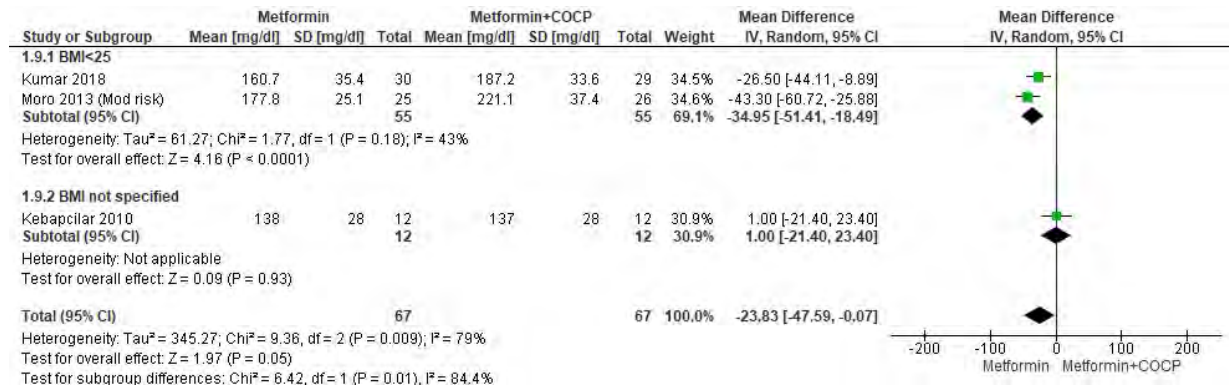 Metformin Metformin+COCP Mean Difference Mean Difference
Study or Subgroup Mean [mg/dl] SD [mg/dl] Total Mean [mg/dl] SD [mg/dl] Total Weight IV, Random, 95% CI IV, Random, 95% CI
1.9.1 BMI<25
Kumar 2018 160.7 35.4 30 187.2 33.6 29 34.5% -26.50 [-44.11, -8.89]
Moro 2013 (Mod risk) 177.8 25.1 25 221.1 37.4 26 34.6% -43.30 [-60.72, -25.88]
Subtotal (95% CI) 55 55 69.1% -34.95 [-51.41, -18.49]
Heterogeneity: Tau² = 61.27; Chi² = 1.77, df = 1 (P = 0.18); I² = 43%
Test for overall effect: Z = 4.16 (P < 0.0001)
1.9.2 BMI not specified
Kebapcilar 2010 138 28 12 137 28 12 30.9% 1.00 [-21.40, 23.40]
Subtotal (95% CI) 12 12 30.9% 1.00 [-21.40, 23.40]
Heterogeneity: Not applicable
Test for overall effect: Z = 0.09 (P = 0.93)
Total (95% CI) 67 67 100.0% -23.83 [-47.59, -0.07]
Heterogeneity: Tau² = 345.27; Chi² = 9.36, df = 2 (P = 0.009); I² = 79%
Test for overall effect: Z = 1.97 (P = 0.05)
Test for subgroup differences: Chi² = 6.42, df = 1 (P = 0.01), I² = 84.4%
-200 -100 0 100 200
Metformin Metformin+COCP